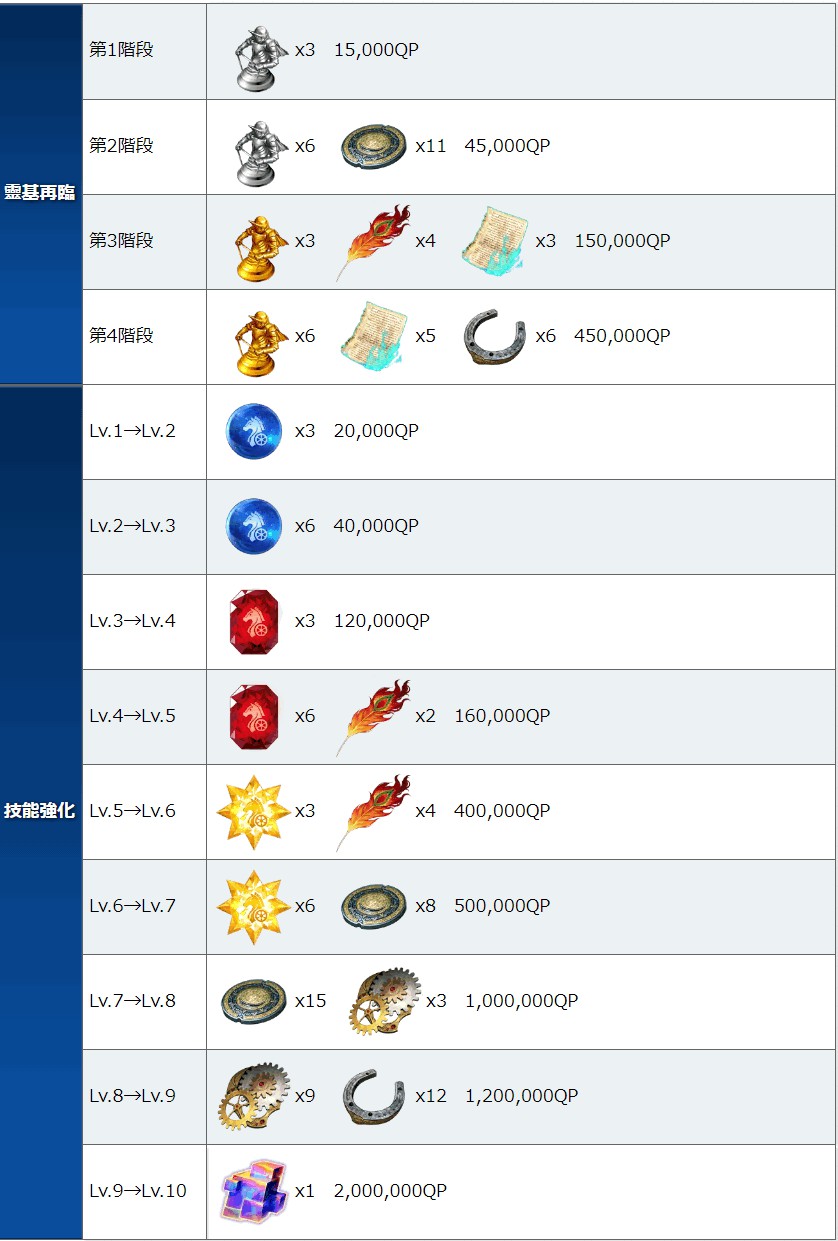 靈基再臨
第1階段 x3 15,000QP
第2階段 x6 x11 45,000QP
第3階段 x3 x4 x3 150,000QP
第4階段 x6 x5 x6 450,000QP
技能強化
Lv.1→Lv.2 x3 20,000QP
Lv.2→Lv.3 x6 40,000QP
Lv.3→Lv.4 x3 120,000QP
Lv.4→Lv.5 x6 x2 160,000QP
Lv.5→Lv.6 x3 x4 400,000QP
Lv.6→Lv.7 x6 x8 500,000QP
Lv.7→Lv.8 x15 x3 1,000,000QP
Lv.8→Lv.9 x9 x12 1,200,000QP
Lv.9→Lv.10 x1 2,000,000QP